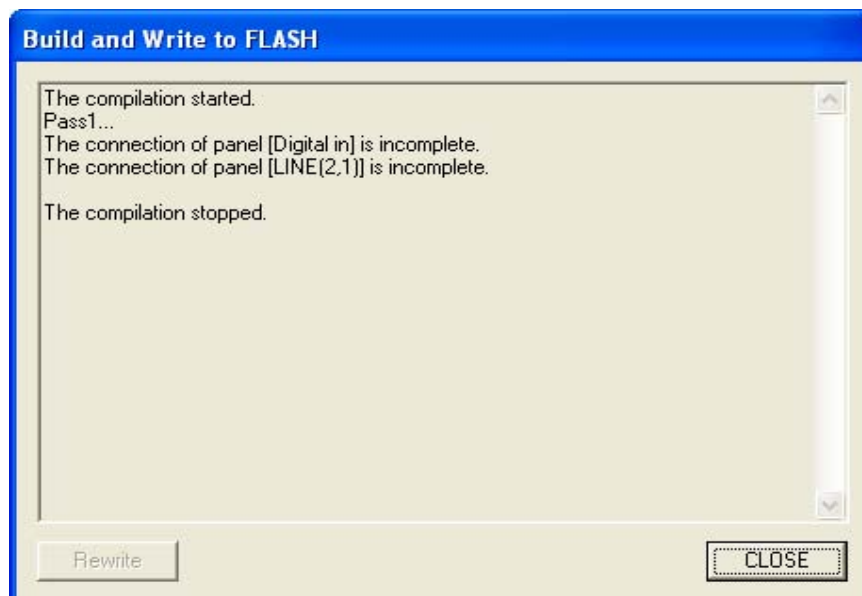 Build and Write to FLASH
The compilation started.
Pass1...
The connection of panel [Digital in] is incomplete.
The connection of panel [LINE(2,1)] is incomplete.
The compilation stopped.
Rewrite
CLOSE